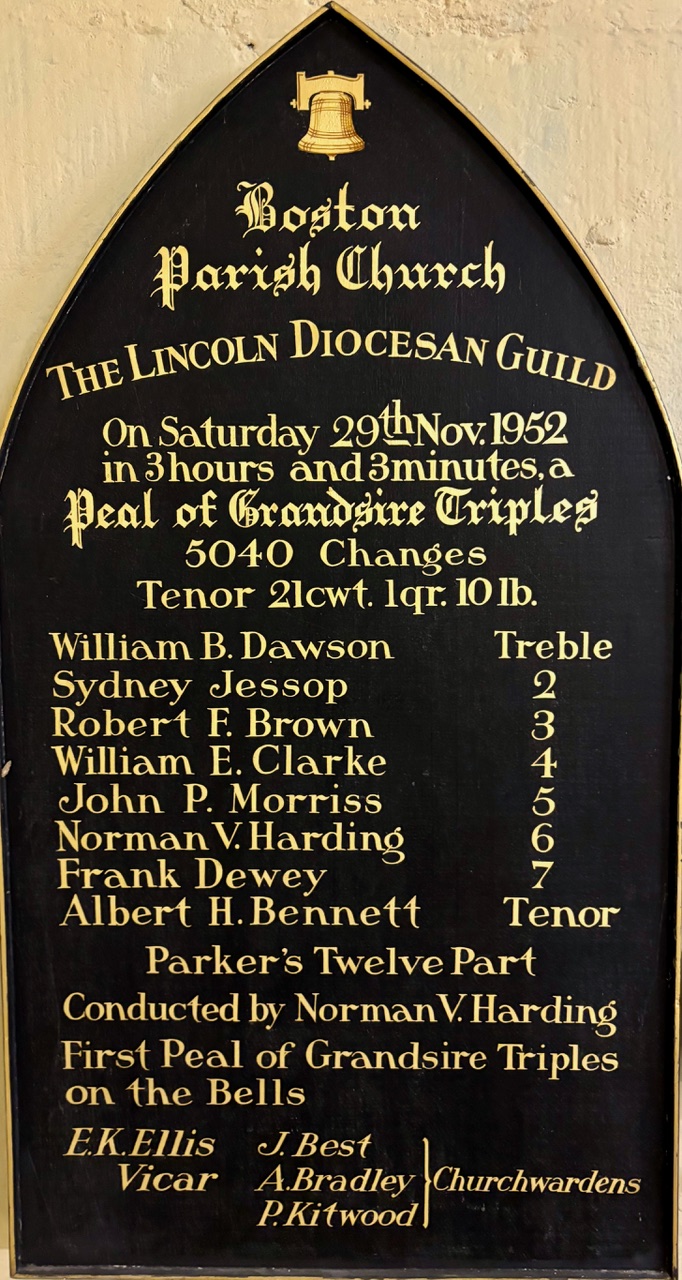 Boston
Parish Church
THE LINCOLN DIOCESAN GUILD
On Saturday 29th Nov. 1952
in 3 hours and 3 minutes, a
Peal of Grandsire Triples
5040 Changes
Tenor 21cwt. 1qr. 10 lb.
William B. Dawson Treble
Sydney Jessop 2
Robert F. Brown 3
William E. Clarke 4
John P. Morriss 5
Norman V. Harding 6
Frank Dewey 7
Albert H. Bennett Tenor
Parker's Twelve Part
Conducted by Norman V. Harding
First Peal of Grandsire Triples
on the Bells
E.K. Ellis J. Best
Vicar A. Bradley Churchwardens
P. Kitwood